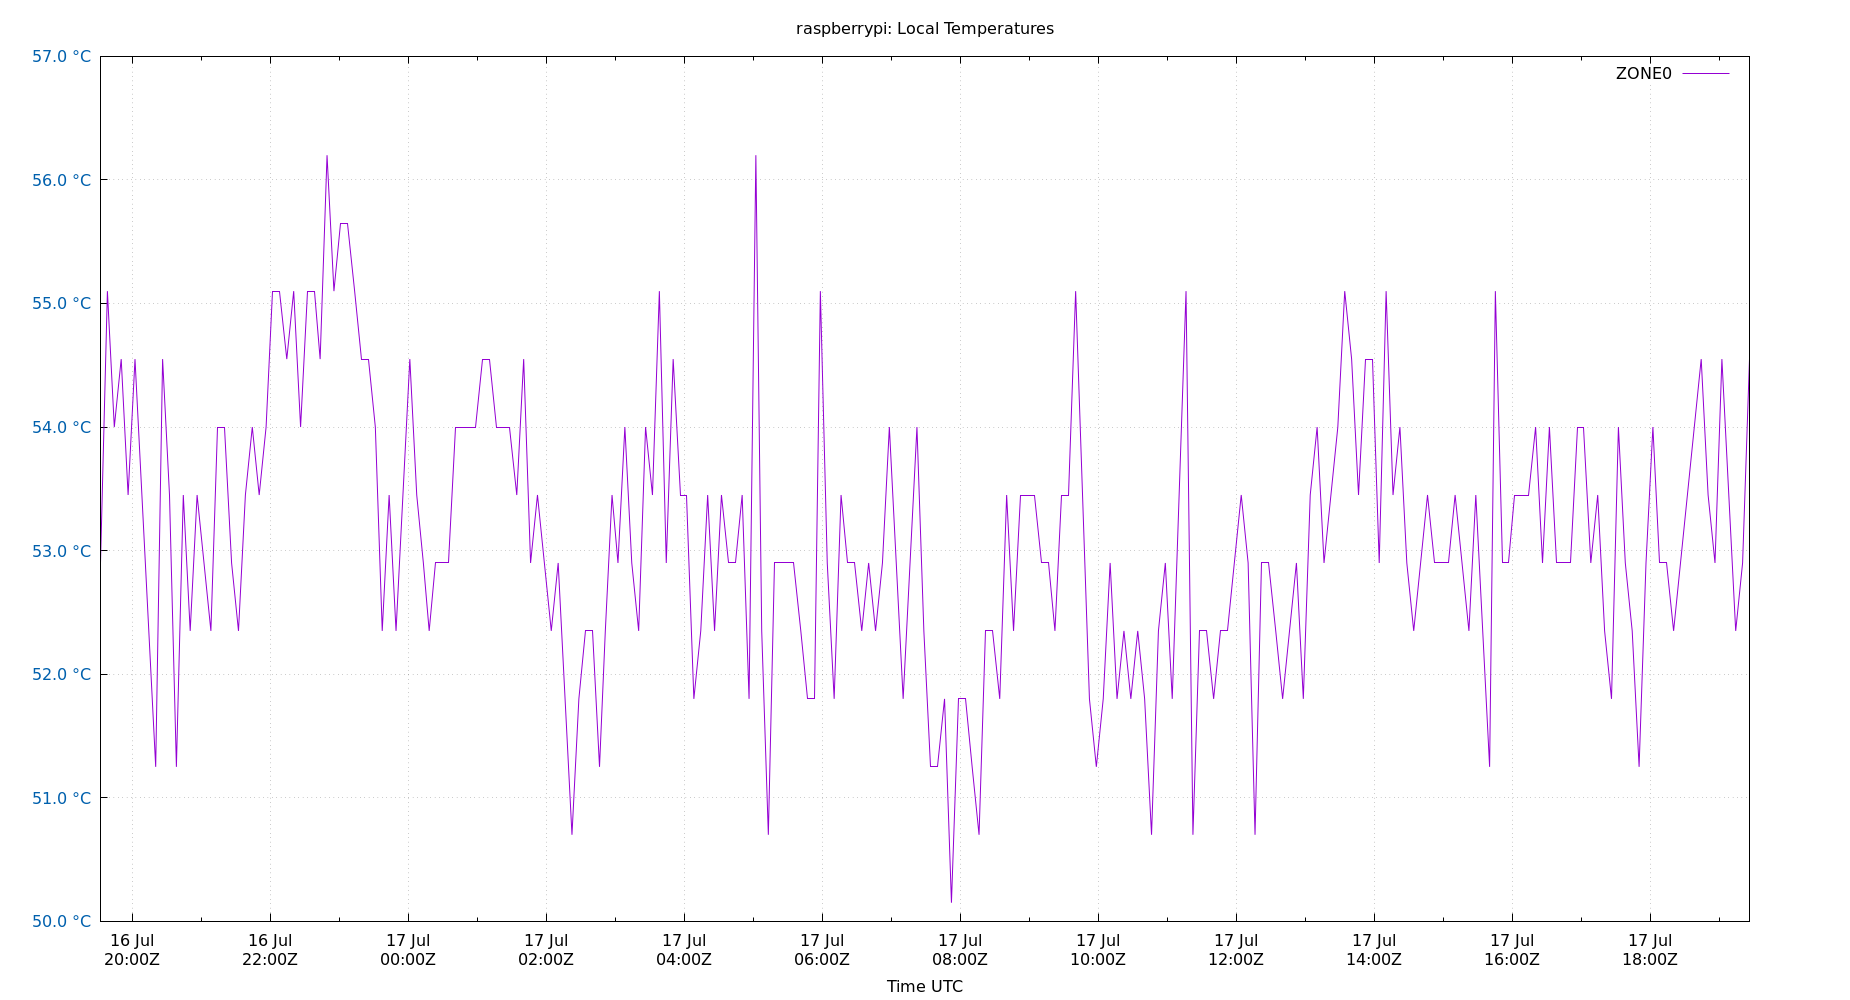 raspberrypi: Local Temperatures
57.0 °C
ZONE0
56.0 °C
55.0 °C
54.0 °C
53.0 °C
52.0 °C
51.0 °C
50.0 °C
16 Jul 16 Jul 17 Jul 17 Jul 17 Jul 17 Jul 17 Jul 17 Jul 17 Jul 17 Jul 17 Jul 17 Jul
20:00Z 22:00Z 00:00Z 02:00Z 04:00Z 06:00Z 08:00Z 10:00Z 12:00Z 14:00Z 16:00Z 18:00Z
Time UTC